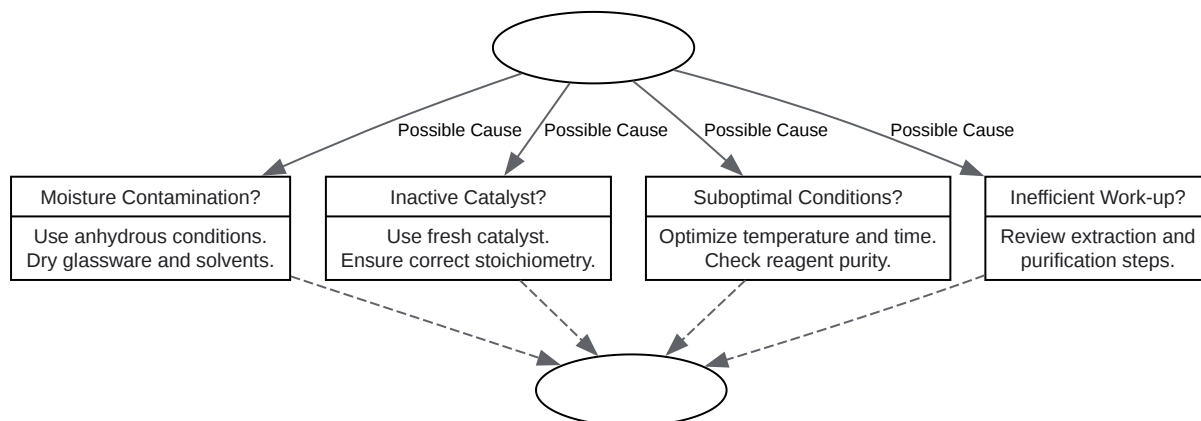 Possible Cause
Possible Cause
Possible Cause
Possible Cause
Moisture Contamination?
Use anhydrous conditions.
Dry glassware and solvents.
Inactive Catalyst?
Use fresh catalyst.
Ensure correct stoichiometry.
Suboptimal Conditions?
Optimize temperature and time.
Check reagent purity.
Inefficient Work-up?
Review extraction and
purification steps.